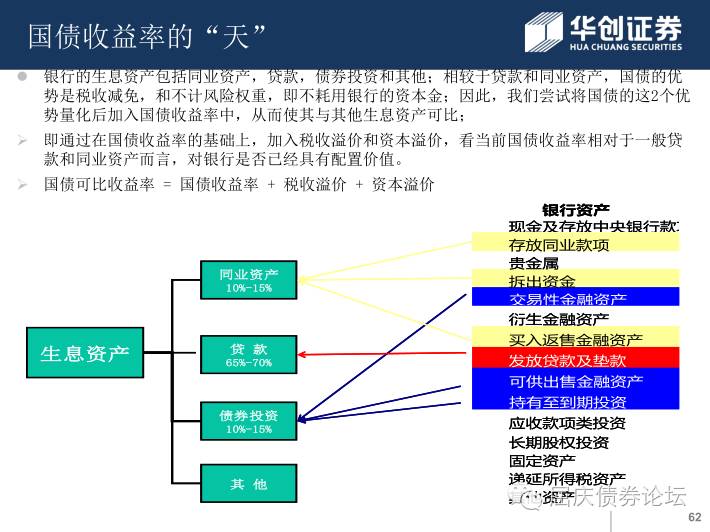 国债收益率的“天”
华创证券
HUA CHUANG SECURITIES
银行的生息资产包括同业资产，贷款，债券投资和其他；相较于贷款和同业资产，国债的优
势是税收减免，和不计风险权重，即不耗用银行的资本金；因此，我们尝试将国债的这2个优
势量化后加入国债收益率中，从而使其与其他生息资产可比；
即通过在国债收益率的基础上，加入税收溢价和资本溢价，看当前国债收益率相对于一般贷
款和同业资产而言，对银行是否已经具有配置价值。
国债可比收益率 = 国债收益率 + 税收溢价 + 资本溢价
生息资产
同业资产
10%-15%
贷 款
65%-70%
债券投资
10%-15%
其 他
银行资产
现金及存放中央银行款
存放同业款项
贵金属
拆出资金
交易性金融资产
衍生金融资产
买入返售金融资产
发放贷款及垫款
可供出售金融资产
持有至到期投资
应收款项类投资
长期股权投资
固定资产
递延所得税资产
资产
屈庆债券论坛
62